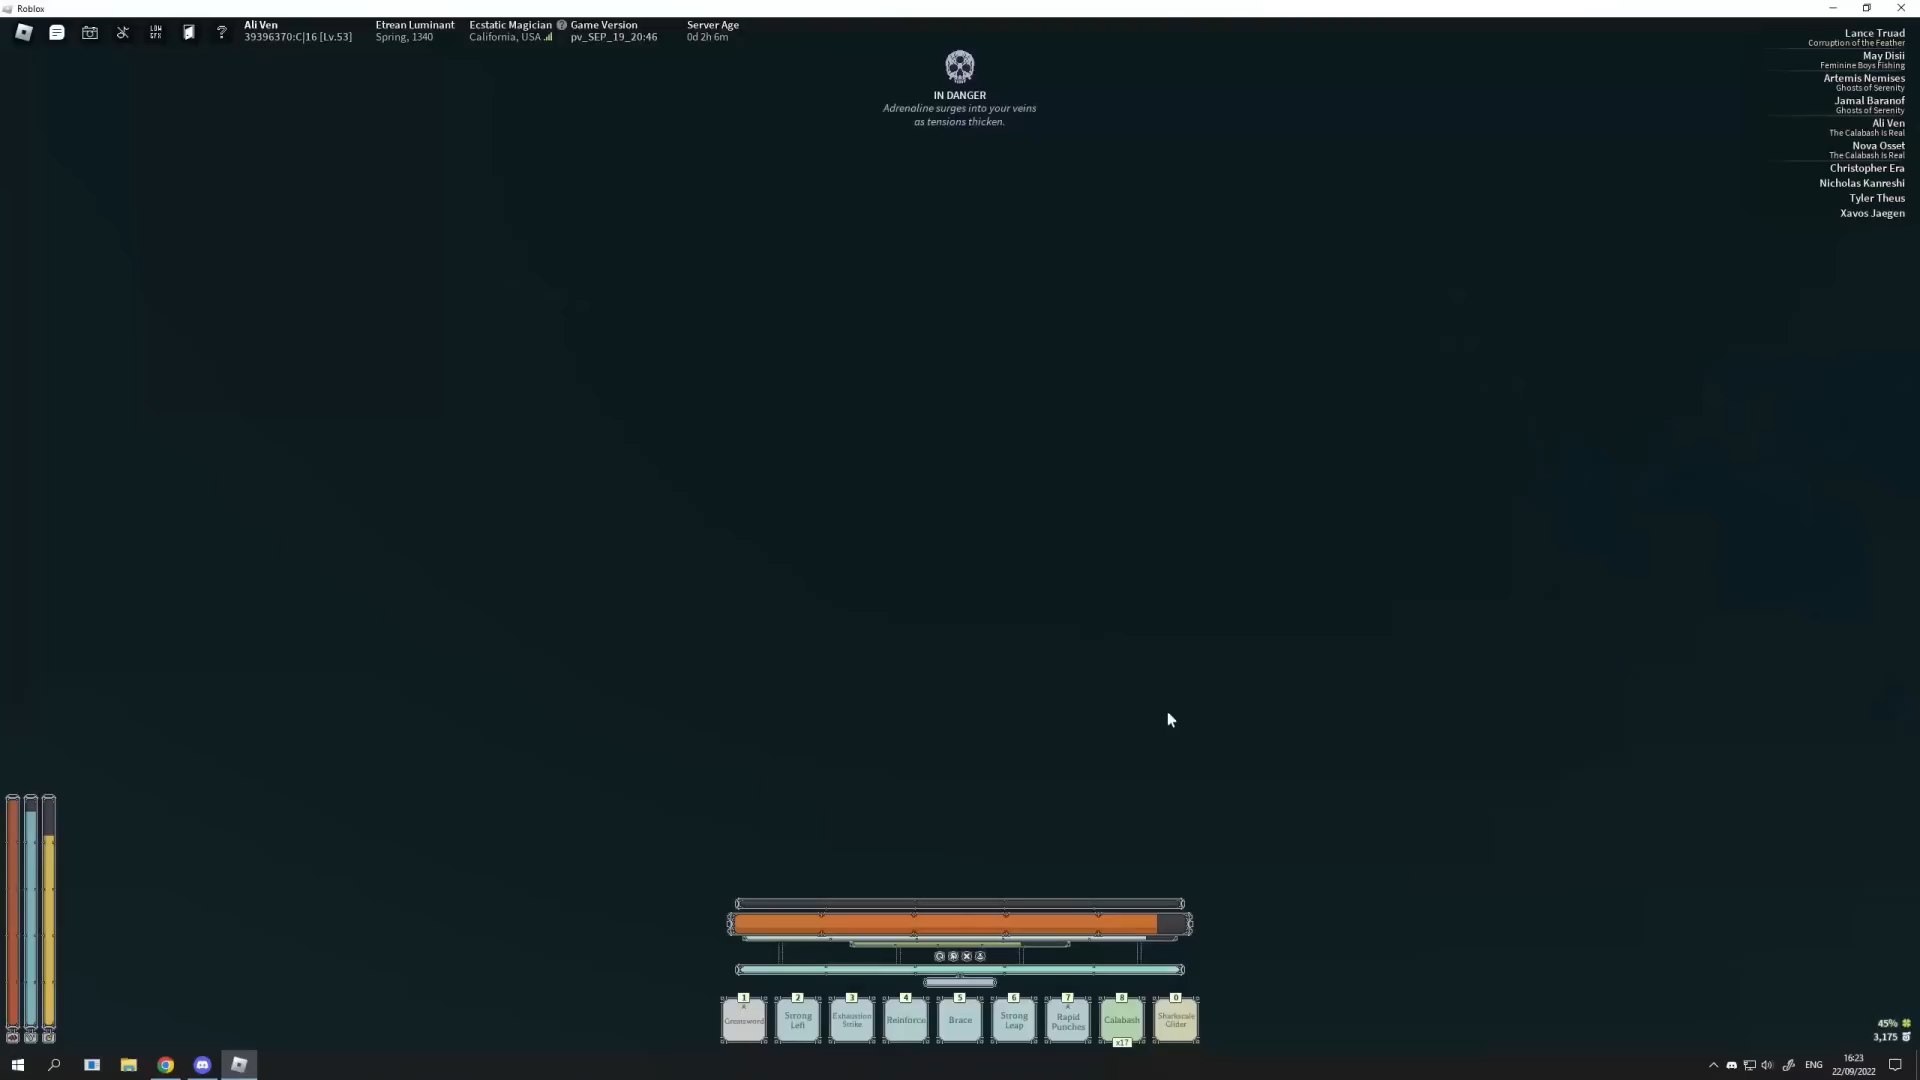 Roblox
Ali Ven
39396370:C|16 [Lv.53]
Etrean Luminant
Spring, 1340
Ecstatic Magician
California, USA
Game Version
pv_SEP_19_20:46
Server Age
0d 2h 6m
LOW
GFX
?
IN DANGER
Adrenaline surges into your veins
as tensions thicken.
Lance Truad
Corruption of the Feather
May Disii
Feminine Boys Fishing
Artemis Nemises
Ghosts of Serenity
Jamal Baranof
Ghosts of Serenity
Ali Ven
The Calabash Is Real
Nova Osset
The Calabash Is Real
Christopher Era
Nicholas Kanreshi
Tyler Theus
Xavos Jaegen
1
2
Strong
Left
3
Exhaustion
Strike
4
Reinforce
5
Brace
6
Strong
Leap
7
Rapid
Punches
8
Calabash
x17
0
Sharkscale
Glider
45%
3,175
ENG
16:23
22/09/2022